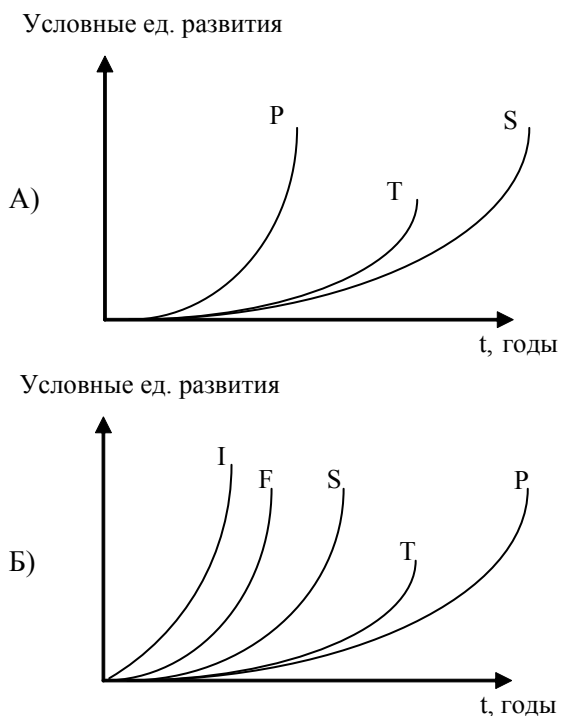 Условные ед. развития
P
S
T
А)
t, годы
Условные ед. развития
I
F
S
P
T
Б)
t, годы